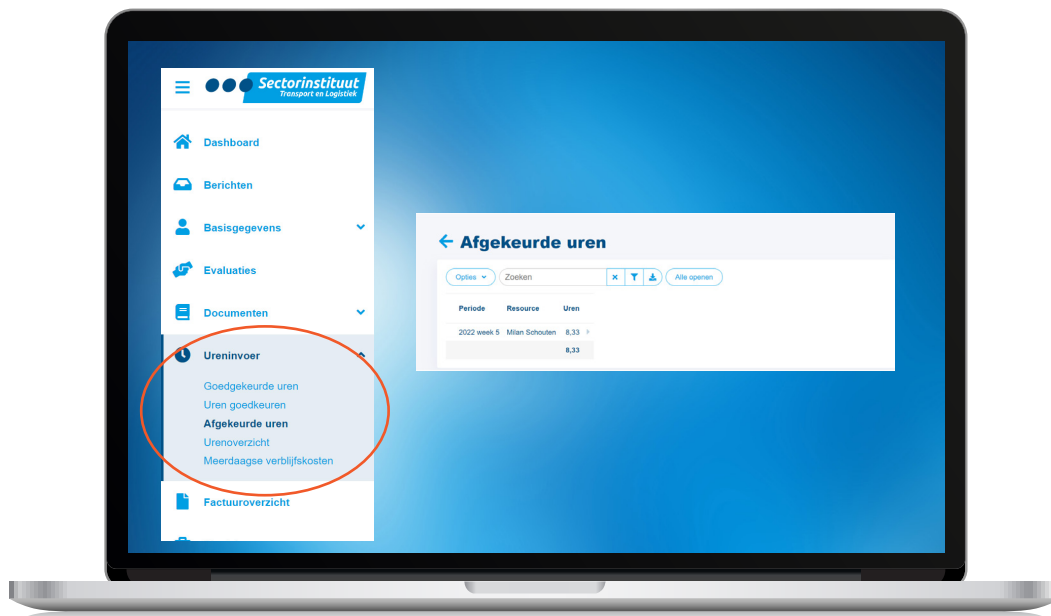 Sectorinstituut
Transport en Logistiek
Dashboard
Berichten
Basisgegevens
Evaluaties
Documenten
Ureninvoer
Goedgekeurde uren
Uren goedkeuren
Afgekeurde uren
Urenoverzicht
Meerdaagse verblijfskosten
Factuuroverzicht
Afgekeurde uren
Opties Zoeken Alle openen
Periode Resource Uren
2022 week 5 Milan Schouten 8,33
8,33